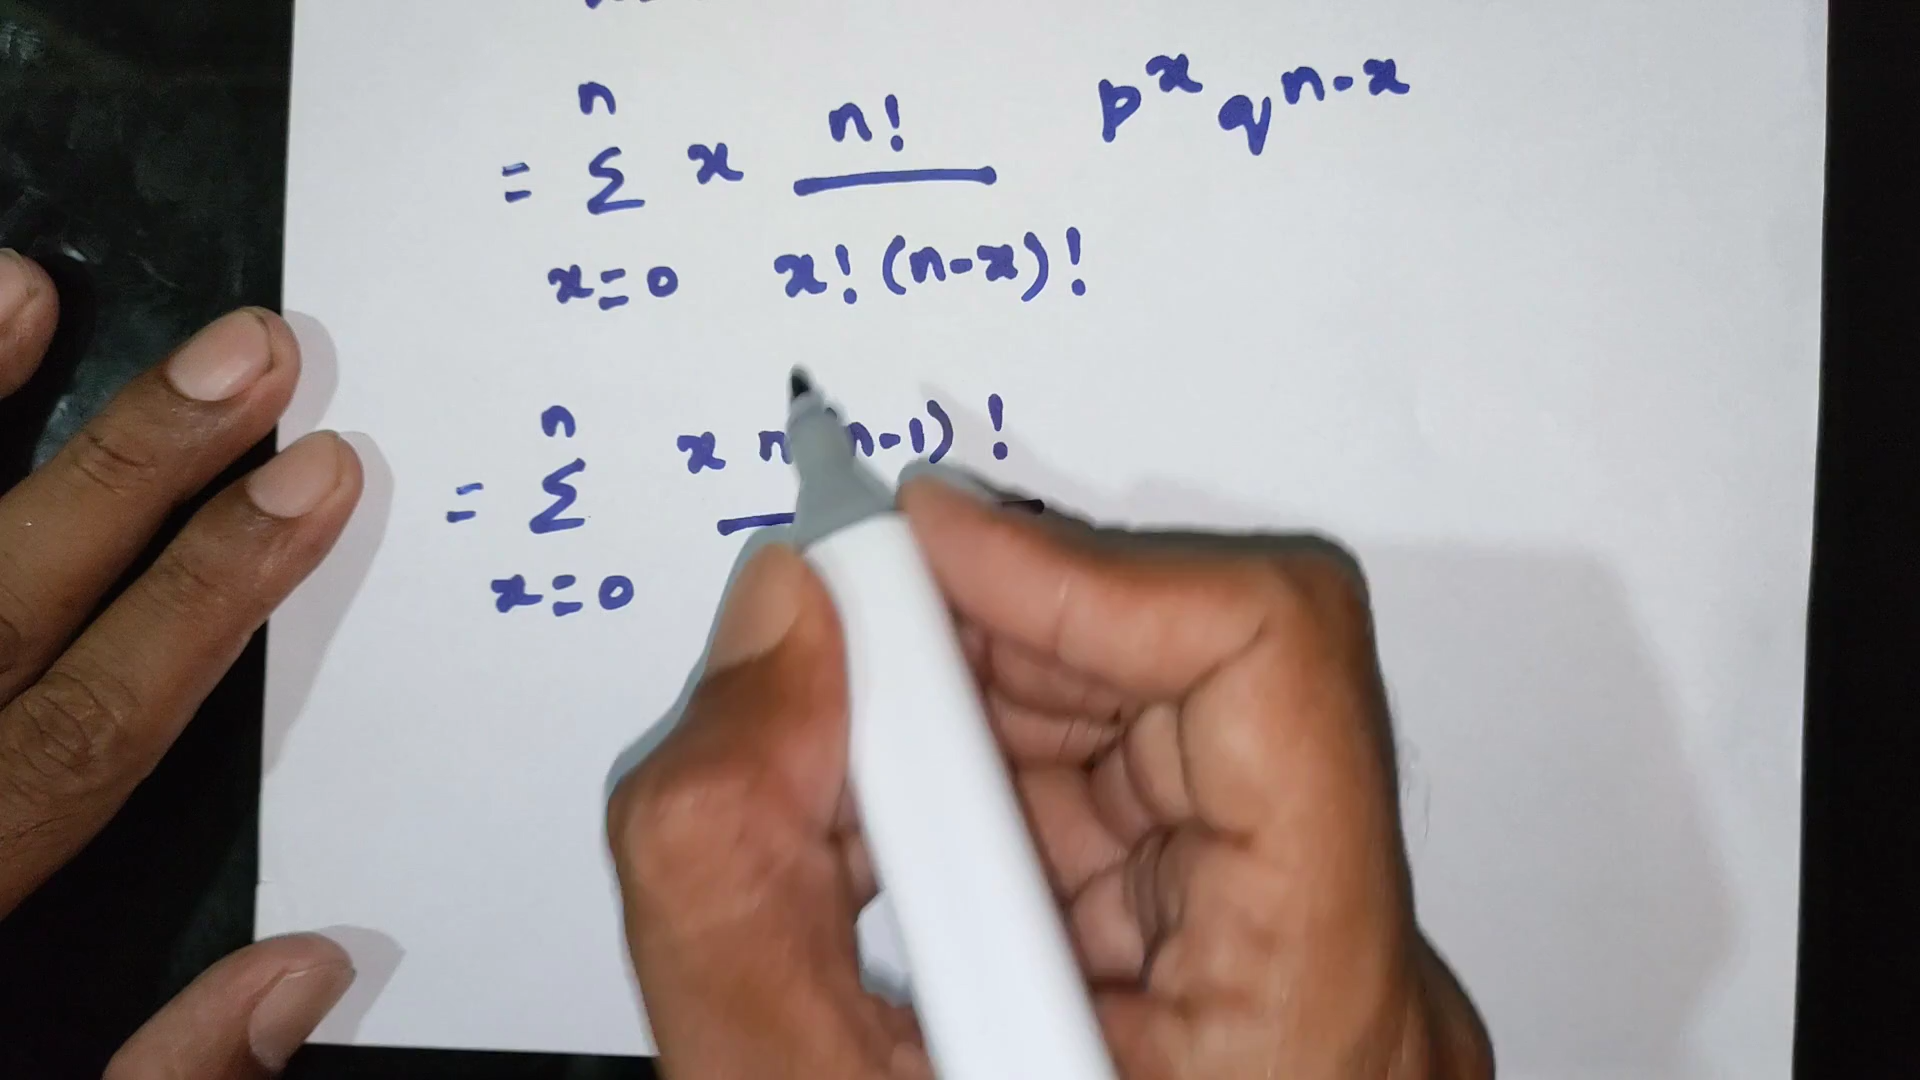 n
= Σ x n! p^x q^n-x
x=0 x! (n-x)!
n
= Σ x n (n-1) !
x=0